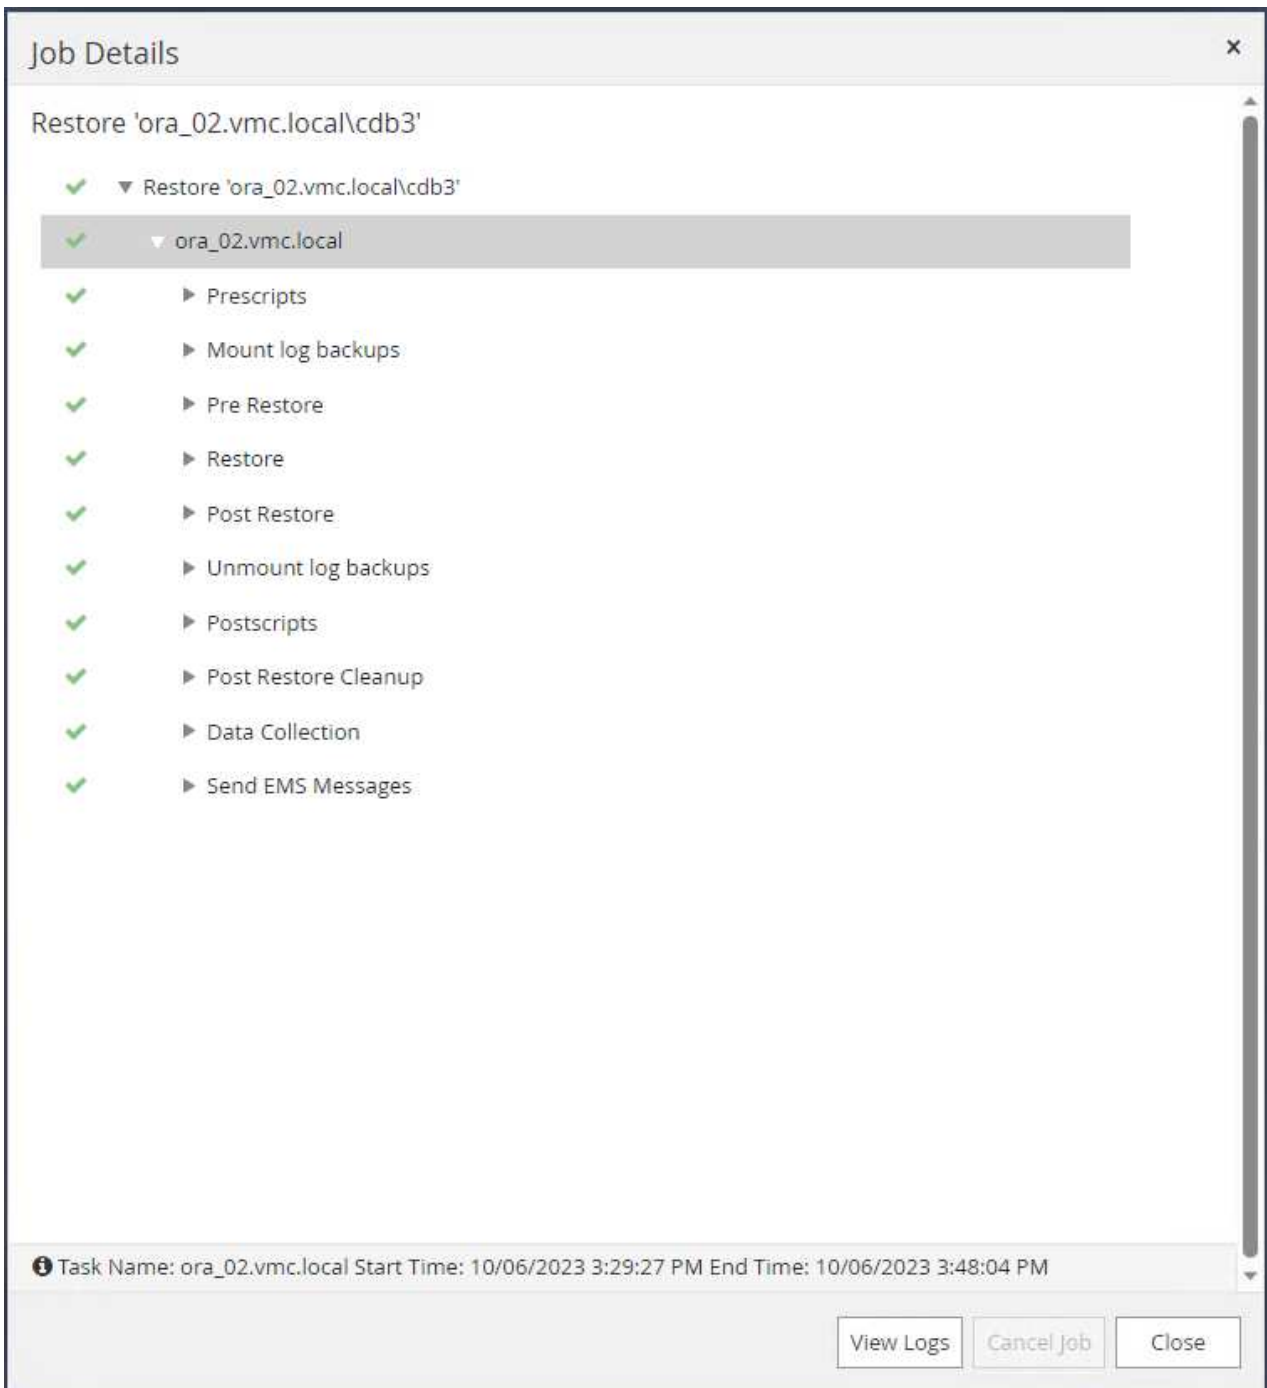 Job Details
Restore 'ora_02.vmc.local\cdb3'
Restore 'ora_02.vmc.local\cdb3'
ora_02.vmc.local
Prescripts
Mount log backups
Pre Restore
Restore
Post Restore
Unmount log backups
Postscripts
Post Restore Cleanup
Data Collection
Send EMS Messages
Task Name: ora_02.vmc.local Start Time: 10/06/2023 3:29:27 PM End Time: 10/06/2023 3:48:04 PM
View Logs Cancel Job Close